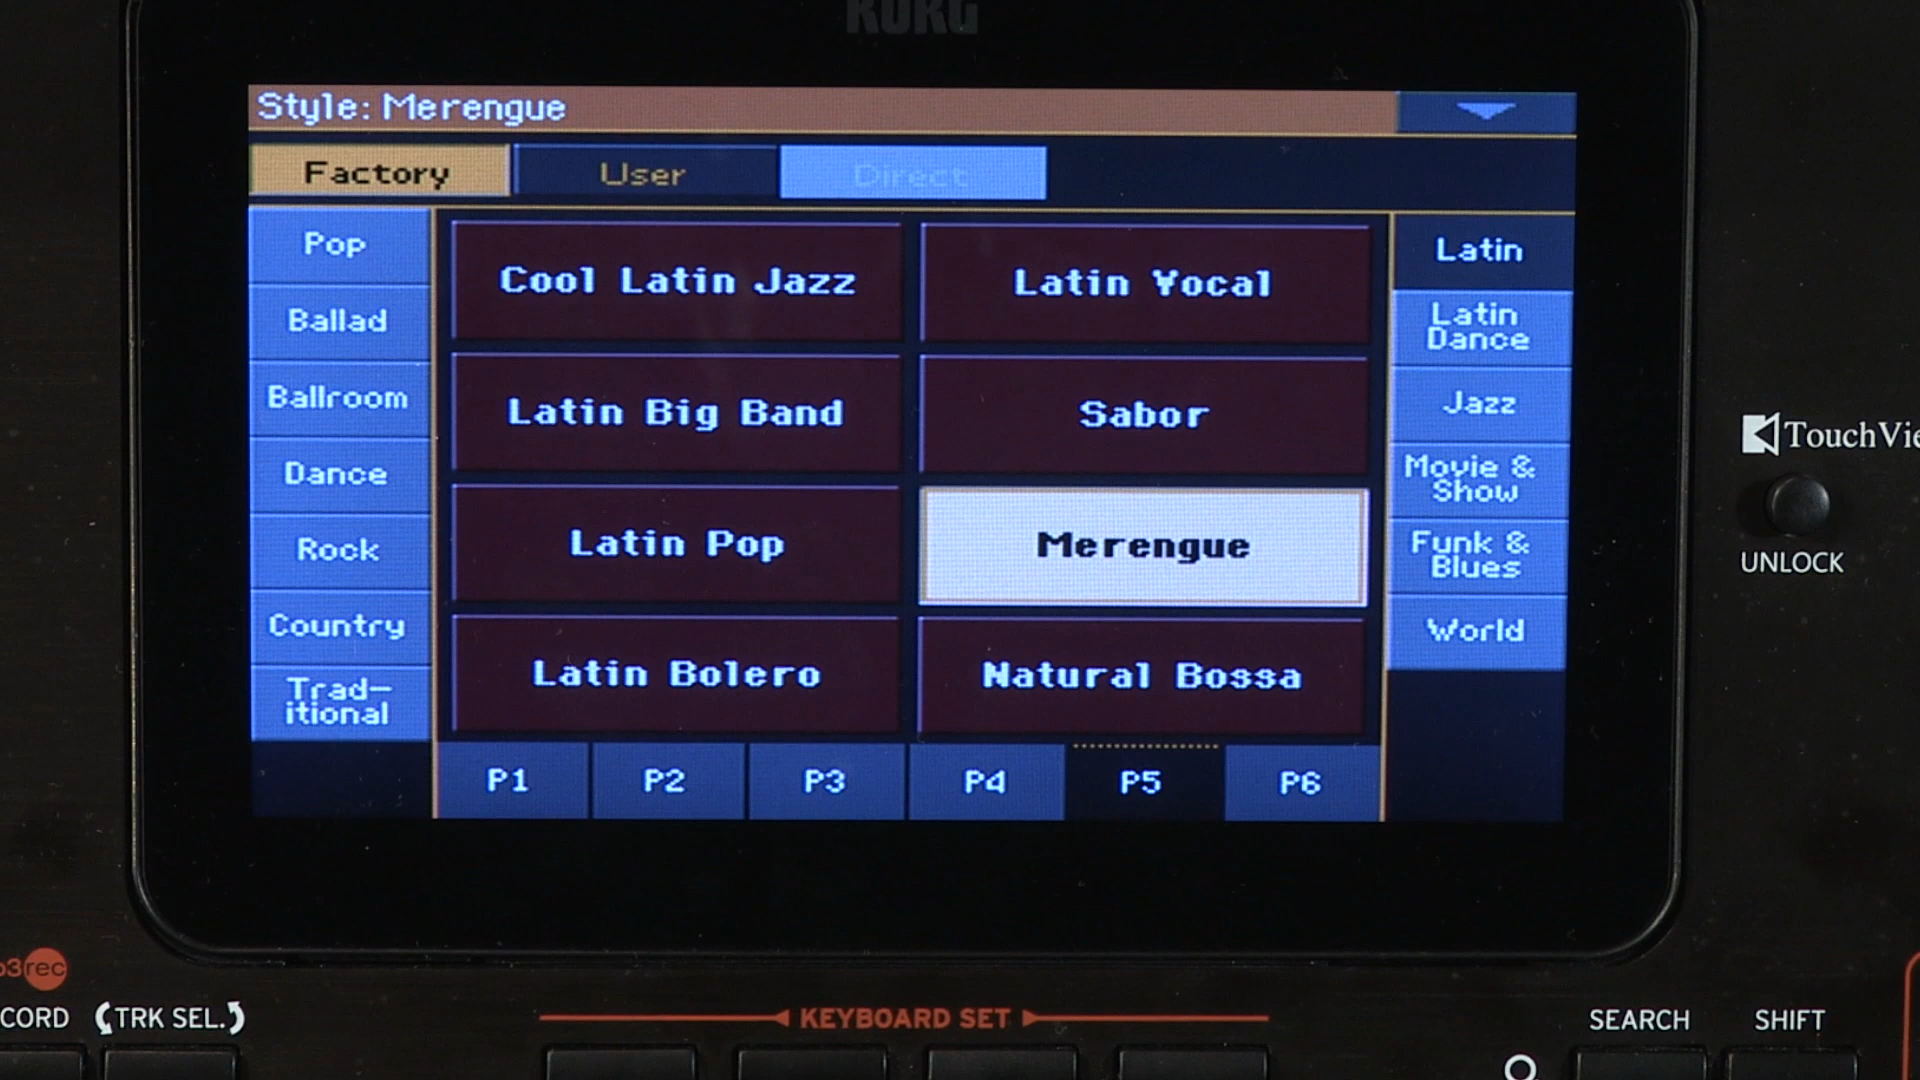 KORG
Style: Merengue
Factory
User
Direct
Pop
Ballad
Ballroom
Dance
Rock
Country
Trad-
itional
Cool Latin Jazz
Latin Vocal
Latin Big Band
Sabor
Latin Pop
Merengue
Latin Bolero
Natural Bossa
Latin
Latin
Dance
Jazz
Movie &
Show
Funk &
Blues
World
P1
P2
P3
P4
P5
P6
TouchVie
UNLOCK
p3rec
CORD
TRK SEL.
KEYBOARD SET
SEARCH
SHIFT